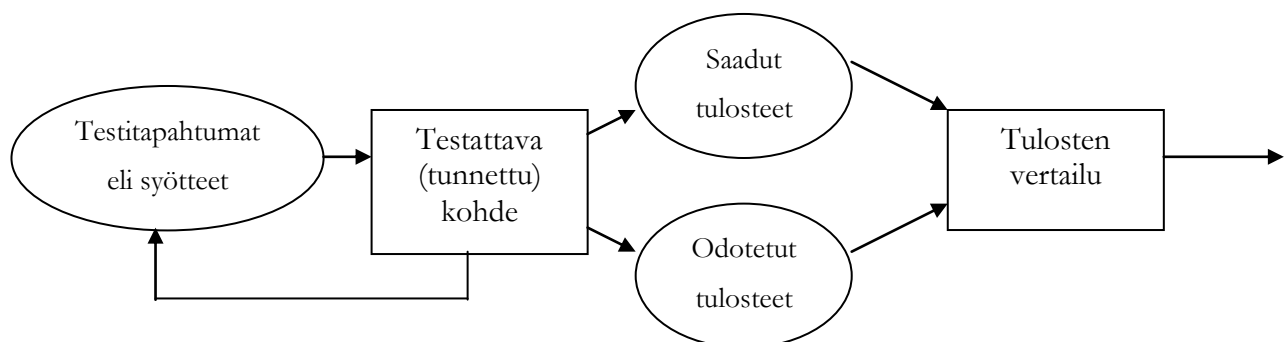 Testitapahtumat
eli syötteet
Testattava
(tunnettu)
kohde
Saadut
tulosteet
Odotetut
tulosteet
Tulosten
vertailu